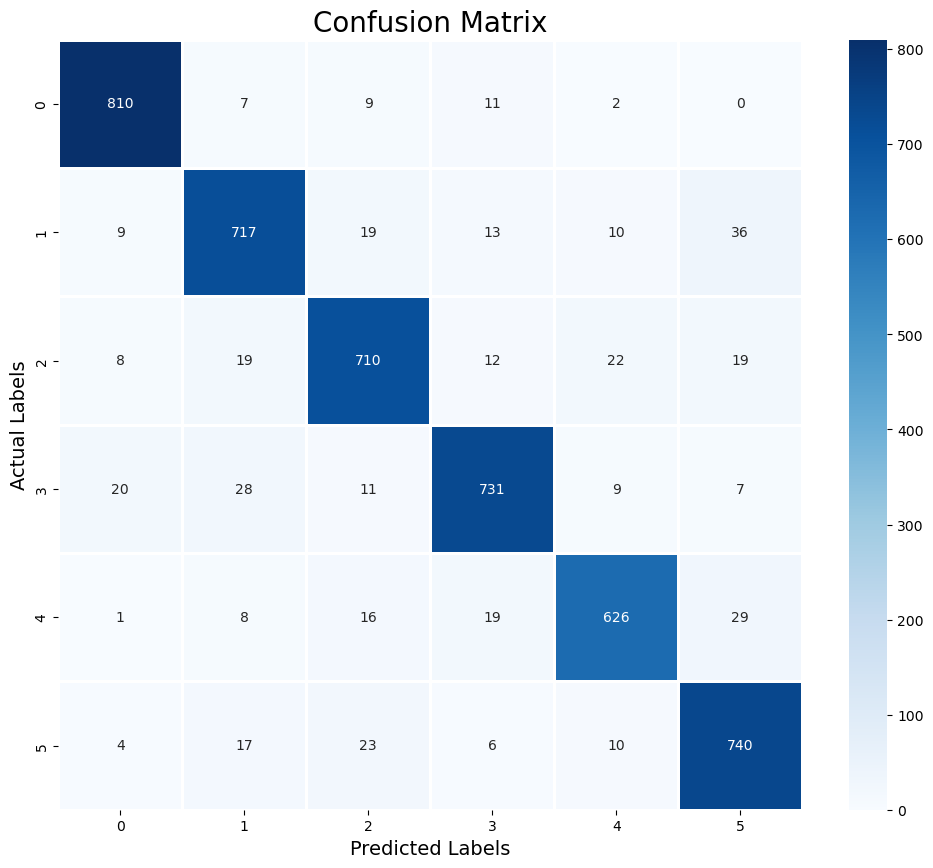 Confusion Matrix
810 7 9 11 2 0
9 717 19 13 10 36
8 19 710 12 22 19
20 28 11 731 9 7
1 8 16 19 626 29
4 17 23 6 10 740
0
1
2
3
4
5
Actual Labels
0 1 2 3 4 5
Predicted Labels
800
700
600
500
400
300
200
100
0